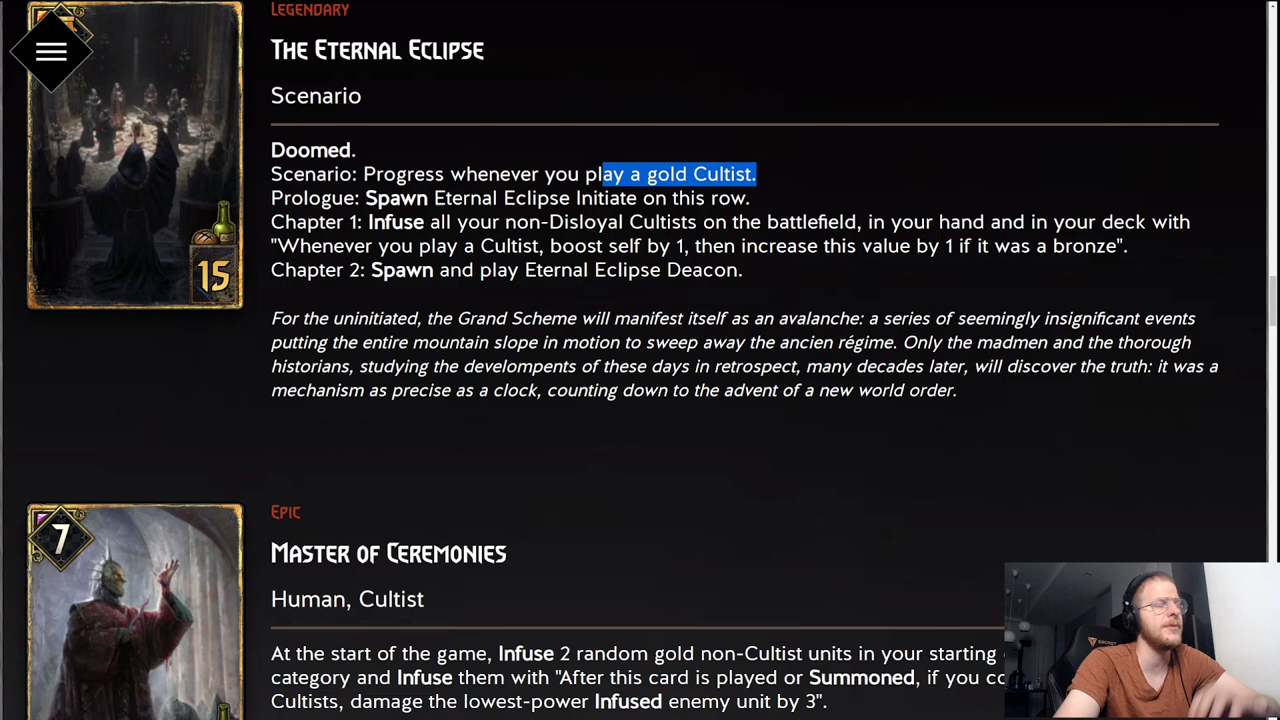 LEGENDARY
THE ETERNAL ECLIPSE
Scenario
Doomed.
Scenario: Progress whenever you play a gold Cultist.
Prologue: Spawn Eternal Eclipse Initiate on this row.
Chapter 1: Infuse all your non-Disloyal Cultists on the battlefield, in your hand and in your deck with
"Whenever you play a Cultist, boost self by 1, then increase this value by 1 if it was a bronze".
Chapter 2: Spawn and play Eternal Eclipse Deacon.
15
For the uninitiated, the Grand Scheme will manifest itself as an avalanche: a series of seemingly insignificant events
putting the entire mountain slope in motion to sweep away the ancien régime. Only the madmen and the thorough
historians, studying the develompents of these days in retrospect, many decades later, will discover the truth: it was a
mechanism as precise as a clock, counting down to the advent of a new world order.
EPIC
7
MASTER OF CEREMONIES
Human, Cultist
At the start of the game, Infuse 2 random gold non-Cultist units in your starting
category and Infuse them with "After this card is played or Summoned, if you
Cultists, damage the lowest-power Infused enemy unit by 3".